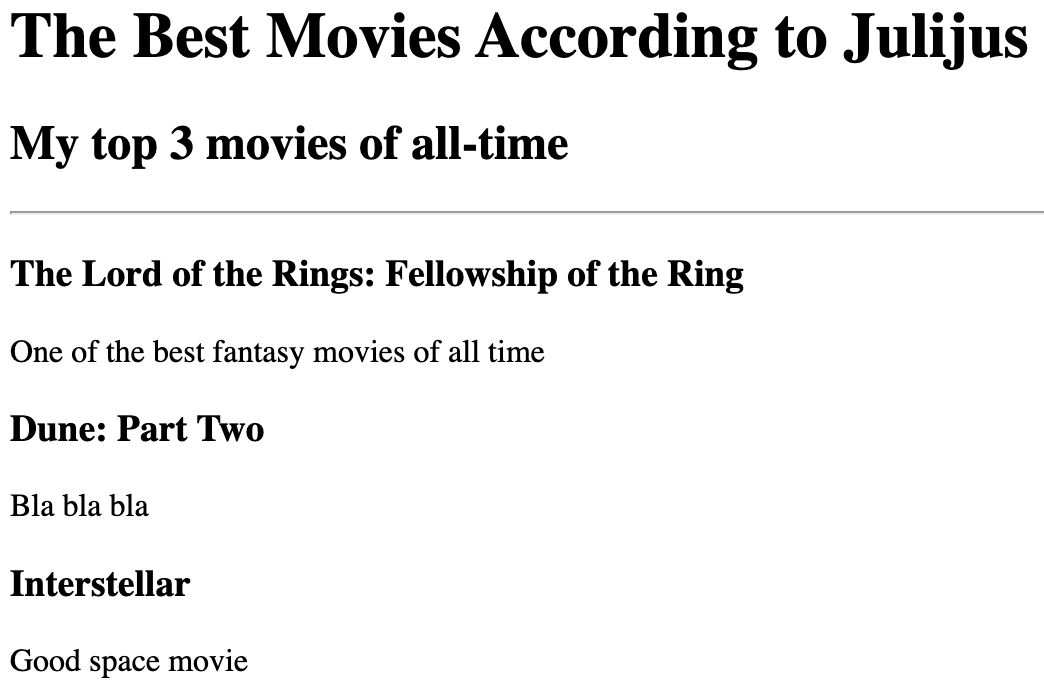 The Best Movies According to Julijus
My top 3 movies of all-time
The Lord of the Rings: Fellowship of the Ring
One of the best fantasy movies of all time
Dune: Part Two
Bla bla bla
Interstellar
Good space movie